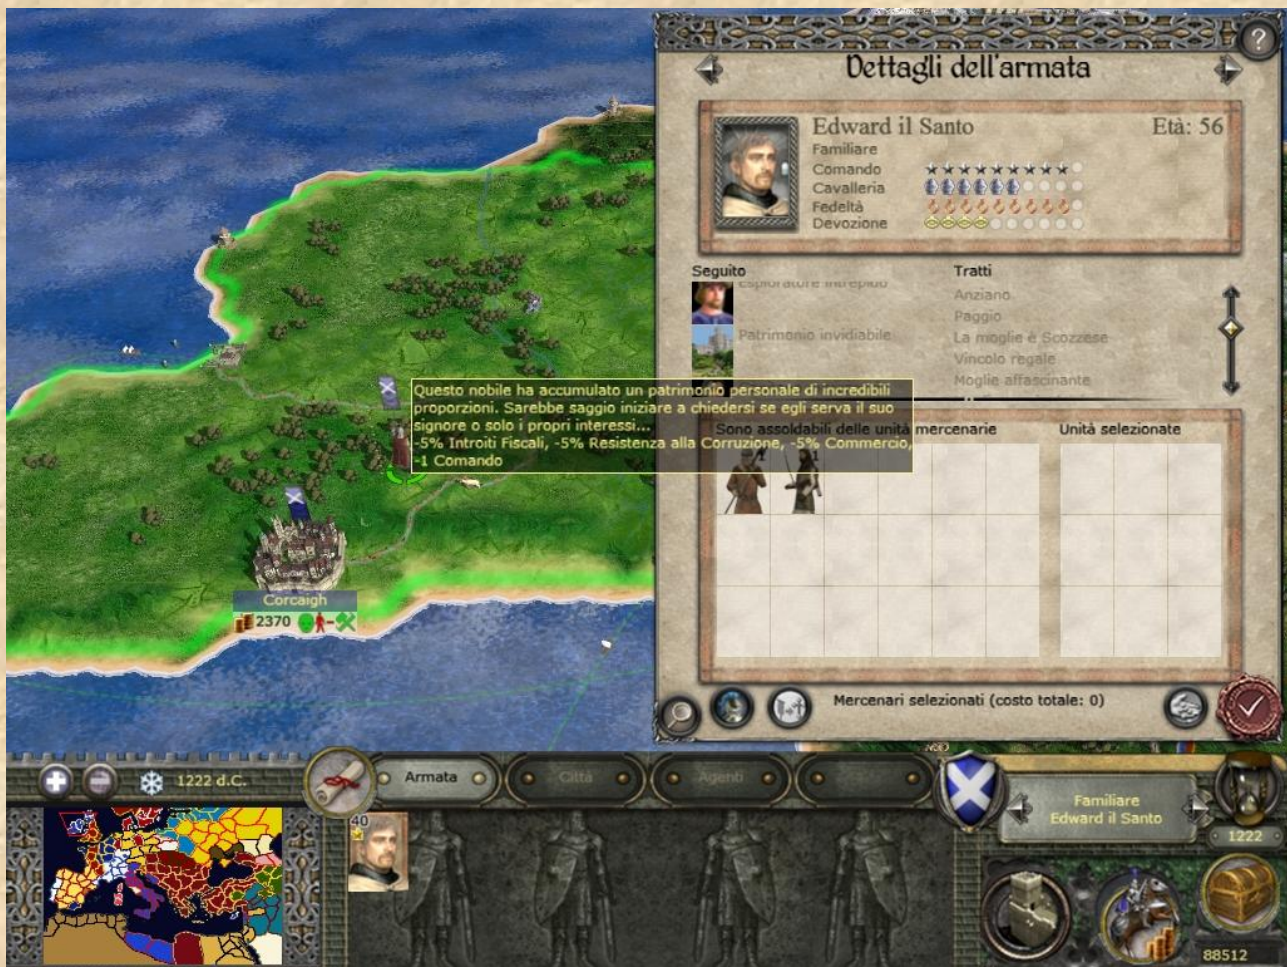 ?
Dettagli dell'armata
Edward il Santo
Età: 56
Familiare
Comando
Cavalleria
Fedeltà
Devozione
Seguito
Tratti
Esploratore intrepido
Patrimonio invidiabile
Anziano
Paggio
La moglie è Scozzese
Vincolo regale
Moglie affascinante
Questo nobile ha accumulato un patrimonio personale di incredibili
proporzioni. Sarebbe saggio iniziare a chiedersi se egli serva il suo
signore o solo i propri interessi...
-5% Introiti Fiscali, -5% Resistenza alla Corruzione, -5% Commercio,
-1 Comando
Sono assoldabili delle unità mercenarie
Unità selezionate
1
Corcaigh
2370
Mercenari selezionati (costo totale: 0)
1222 d.C.
Armata
Città
Agenti
Familiare
Edward il Santo
1222
40
88512